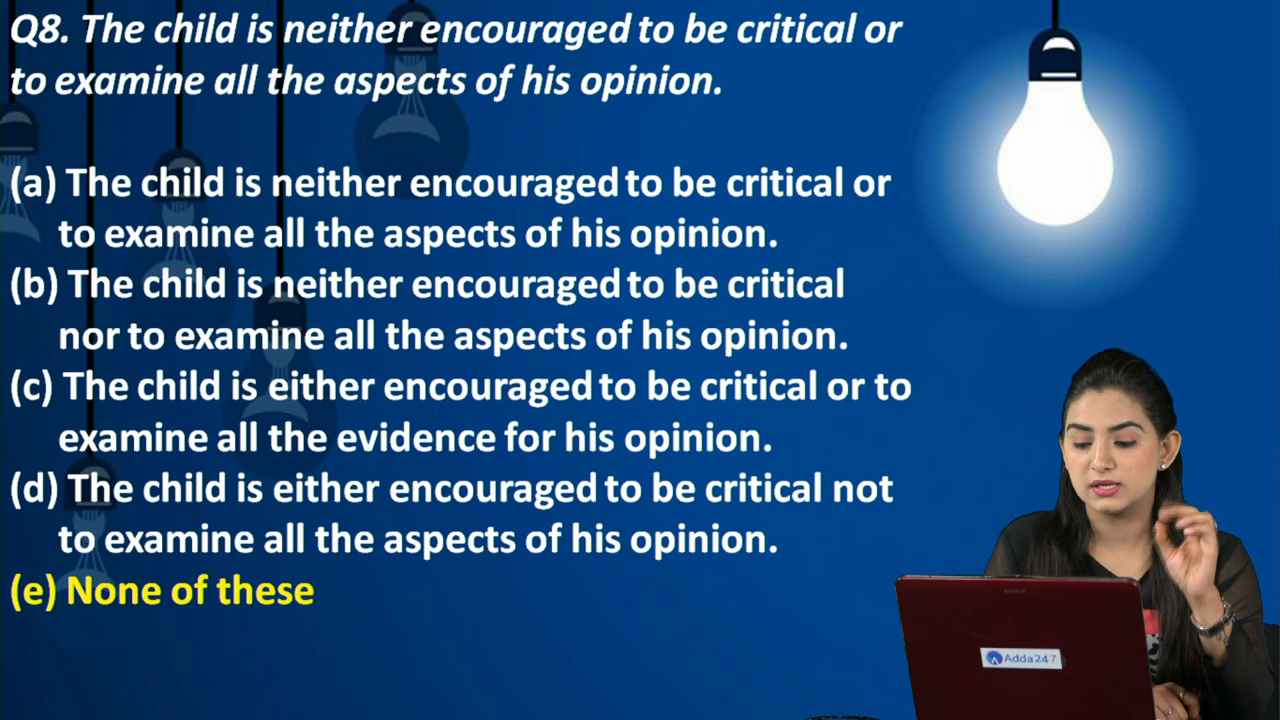 Q8. The child is neither encouraged to be critical or
to examine all the aspects of his opinion.
(a) The child is neither encouraged to be critical or
to examine all the aspects of his opinion.
(b) The child is neither encouraged to be critical
nor to examine all the aspects of his opinion.
(c) The child is either encouraged to be critical or to
examine all the evidence for his opinion.
(d) The child is either encouraged to be critical not
to examine all the aspects of his opinion.
(e) None of these
SONY
Adda247